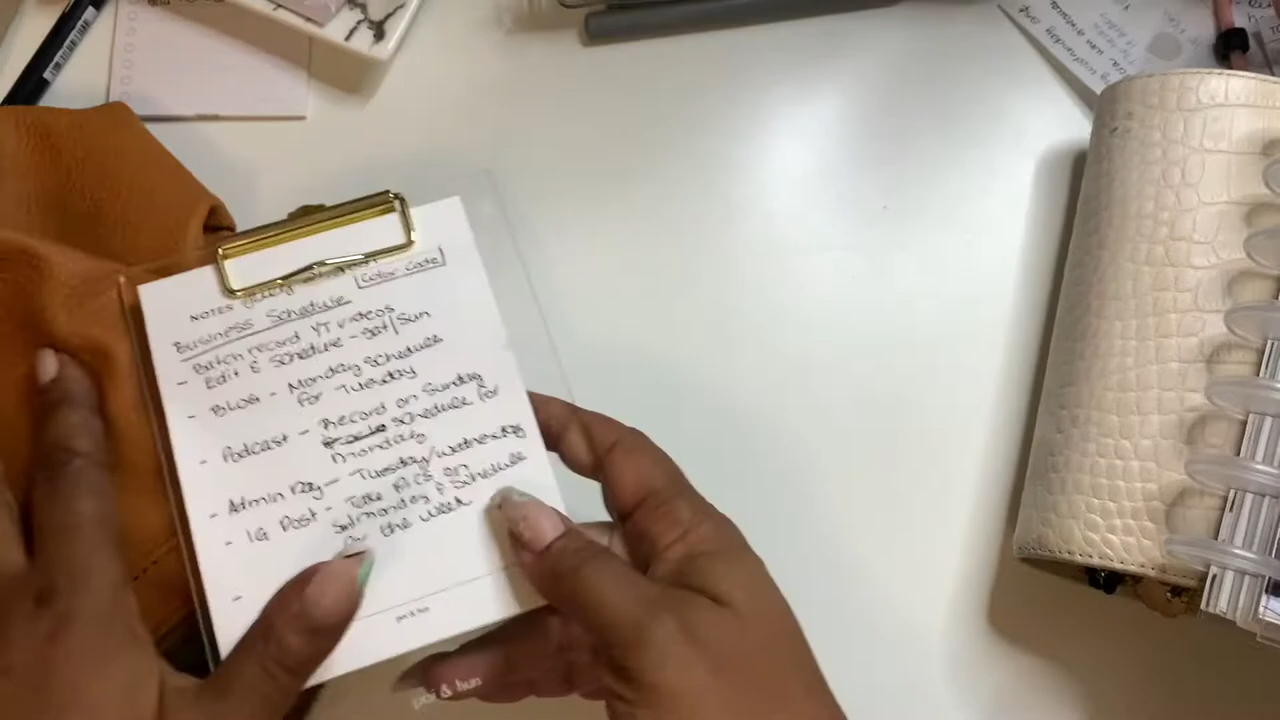 NOTES
Color Code
Business Schedule
- Batch record YT videos
Edit & Schedule - Sat/Sun
- BLOG - Monday Schedule
for Tuesday
- Podcast - Record on Sunday
Schedule for
Monday
- Admin Day - Tuesday/Wednesday
- IG Post - Take Pics on
& Schedule
for the week
-